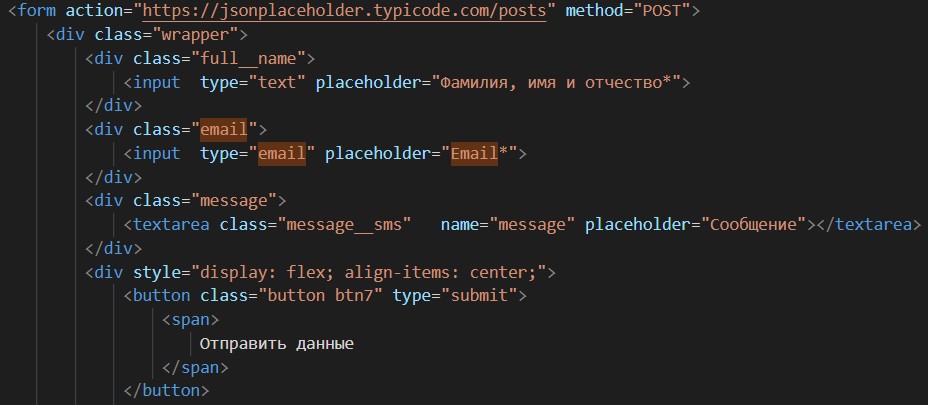 <form action="https://jsonplaceholder.typicode.com/posts" method="POST">
<div class="wrapper">
<div class="full__name">
<input  type="text" placeholder="Фамилия, имя и отчество*">
</div>
<div class="email">
<input  type="email" placeholder="Email*">
</div>
<div class="message">
<textarea class="message__sms"   name="message" placeholder="Сообщение"></textarea>
</div>
<div style="display: flex; align-items: center;">
<button class="button btn7" type="submit">
<span>
Отправить данные
</span>
</button>